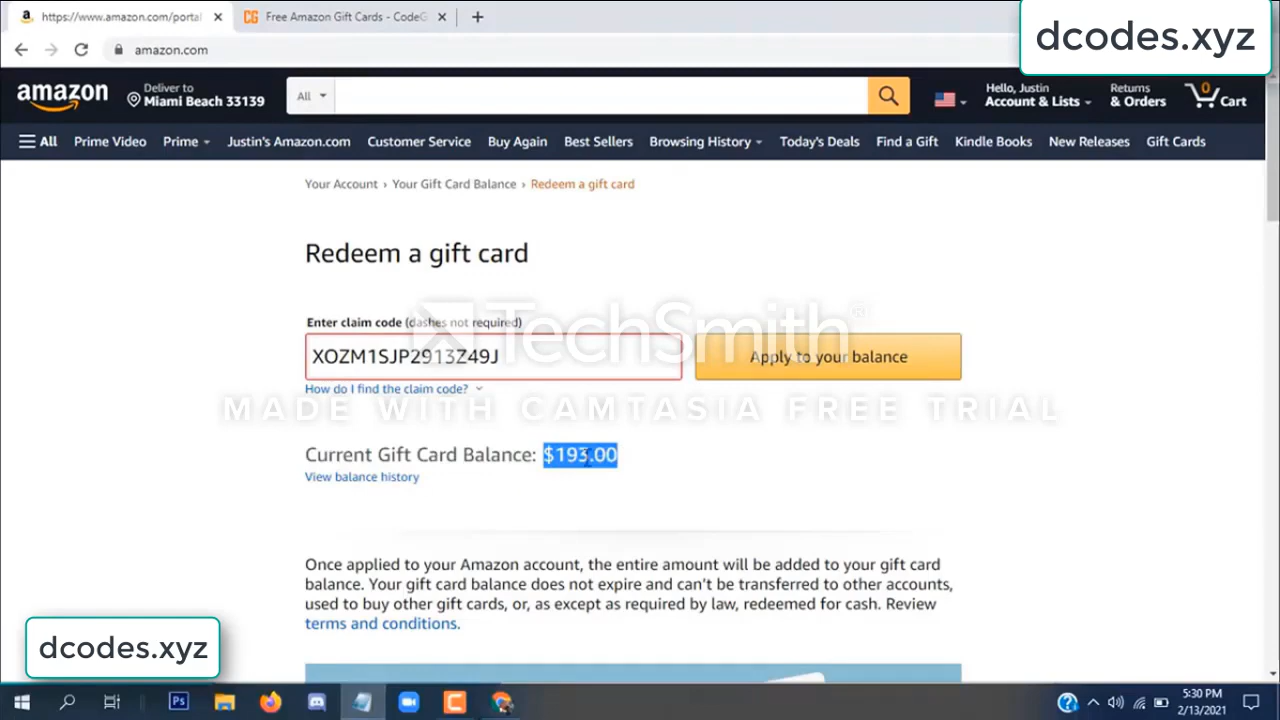 https://www.amazon.com/portal
Free Amazon Gift Cards - CodeG
dcodes.xyz
amazon.com
amazon
Deliver to
Miami Beach 33139
All
Hello, Justin
Account & Lists
Returns
& Orders
0
Cart
All
Prime Video
Prime
Justin's Amazon.com
Customer Service
Buy Again
Best Sellers
Browsing History
Today's Deals
Find a Gift
Kindle Books
New Releases
Gift Cards
Your Account › Your Gift Card Balance › Redeem a gift card
Redeem a gift card
Enter claim code (dashes not required)
TechSmith®
XOZM1SJP2913Z49J
Apply to your balance
How do I find the claim code?
MADE WITH CAMTASIA FREE TRIAL
Current Gift Card Balance: $193.00
View balance history
Once applied to your Amazon account, the entire amount will be added to your gift card
balance. Your gift card balance does not expire and can't be transferred to other accounts,
used to buy other gift cards, or, as except as required by law, redeemed for cash. Review
terms and conditions.
dcodes.xyz
Ps
5:30 PM
2/13/2021